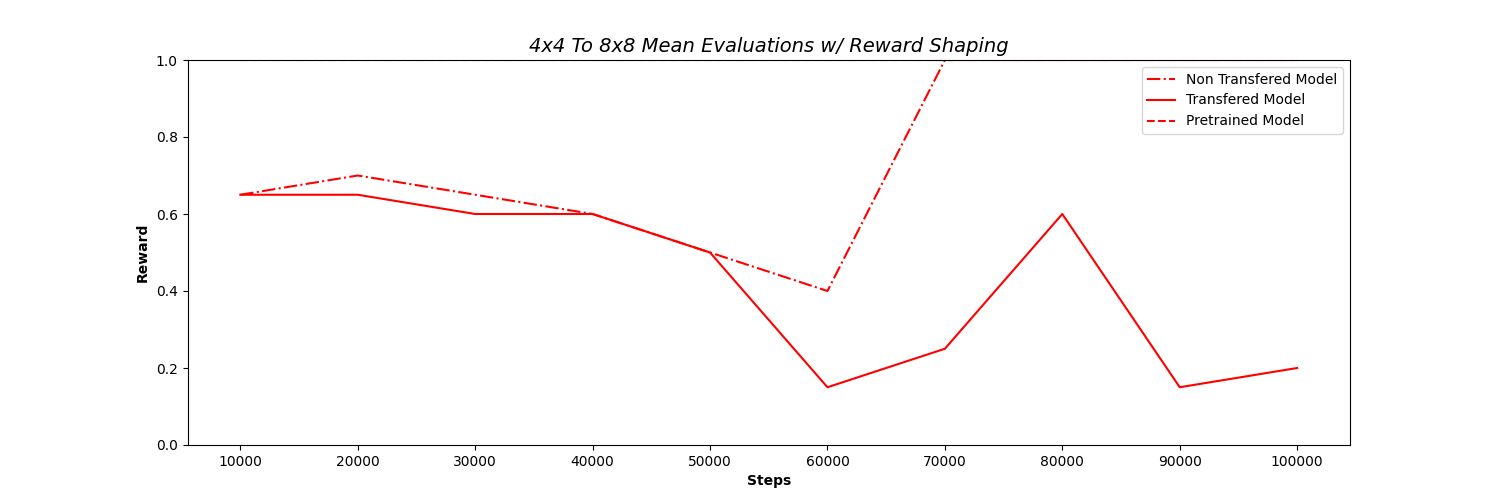 4x4 To 8x8 Mean Evaluations w/ Reward Shaping
1.0
0.8
0.6
0.4
0.2
0.0
Reward
Non Transfered Model
Transfered Model
Pretrained Model
10000 20000 30000 40000 50000 60000 70000 80000 90000 100000
Steps